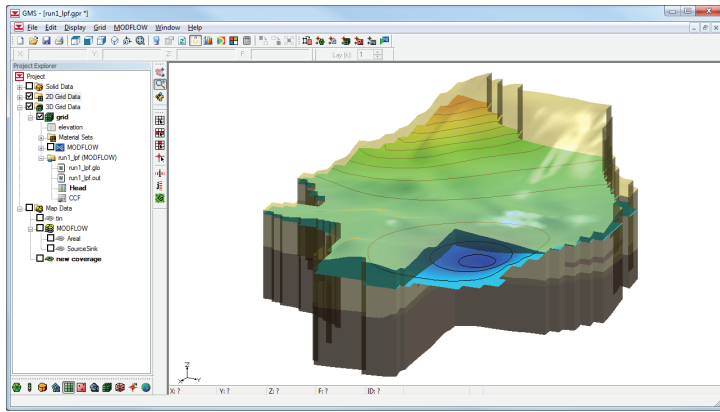 GMS - [run1_lpf.gpr *]
File Edit Display Grid MODFLOW Window Help
X: Y: Z: F: Lay (k): 1
Project Explorer
Project
Solid Data
2D Grid Data
3D Grid Data
grid
elevation
Material Sets
MODFLOW
run1_lpf (MODFLOW)
run1_lpf.glo
run1_lpf.out
Head
CCF
Map Data
tin
MODFLOW
Areal
SourceSink
new coverage
Z
X Y
X: ? Y: ? Z: ? F: ? ID: ?